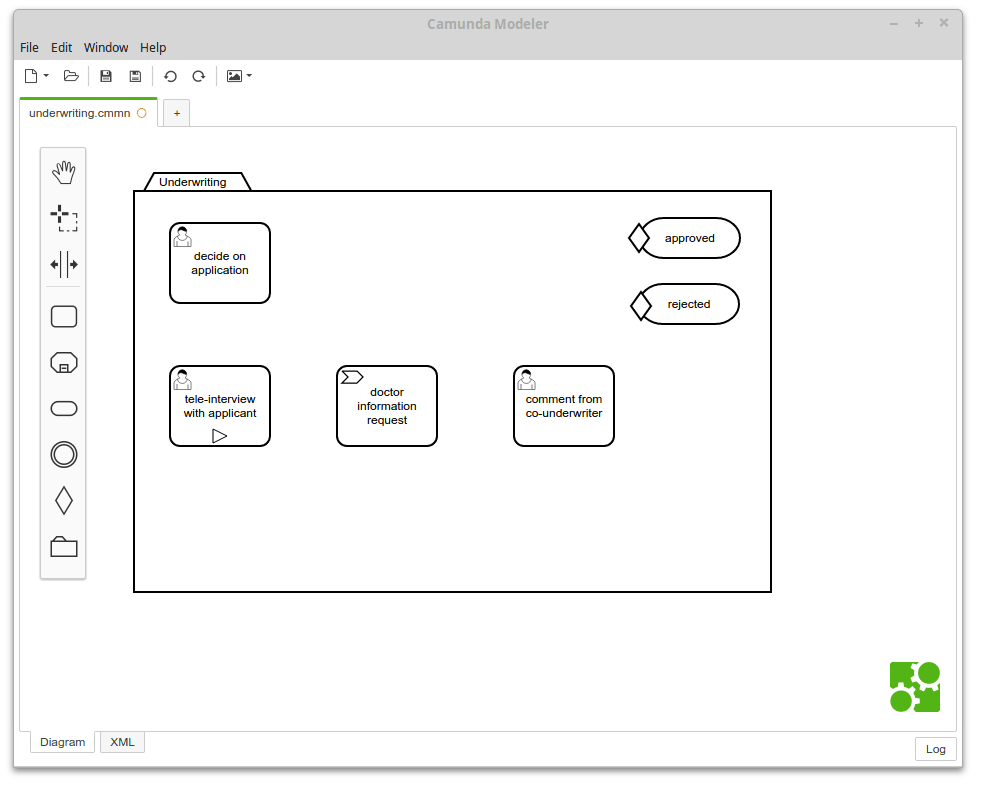 Camunda Modeler
File Edit Window Help
underwriting.cmmn
+
Underwriting
decide on
application
approved
rejected
tele-interview
with applicant
doctor
information
request
comment from
co-underwriter
Diagram XML
Log